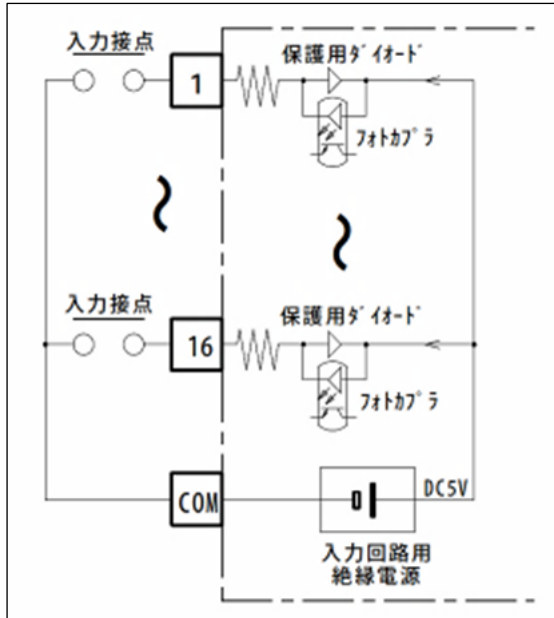 入力接点
1
保護用ﾀﾞｲｵｰﾄﾞ
ﾌｫﾄｶﾌﾟﾗ
入力接点
16
保護用ﾀﾞｲｵｰﾄﾞ
ﾌｫﾄｶﾌﾟﾗ
COM
DC5V
入力回路用
絶縁電源